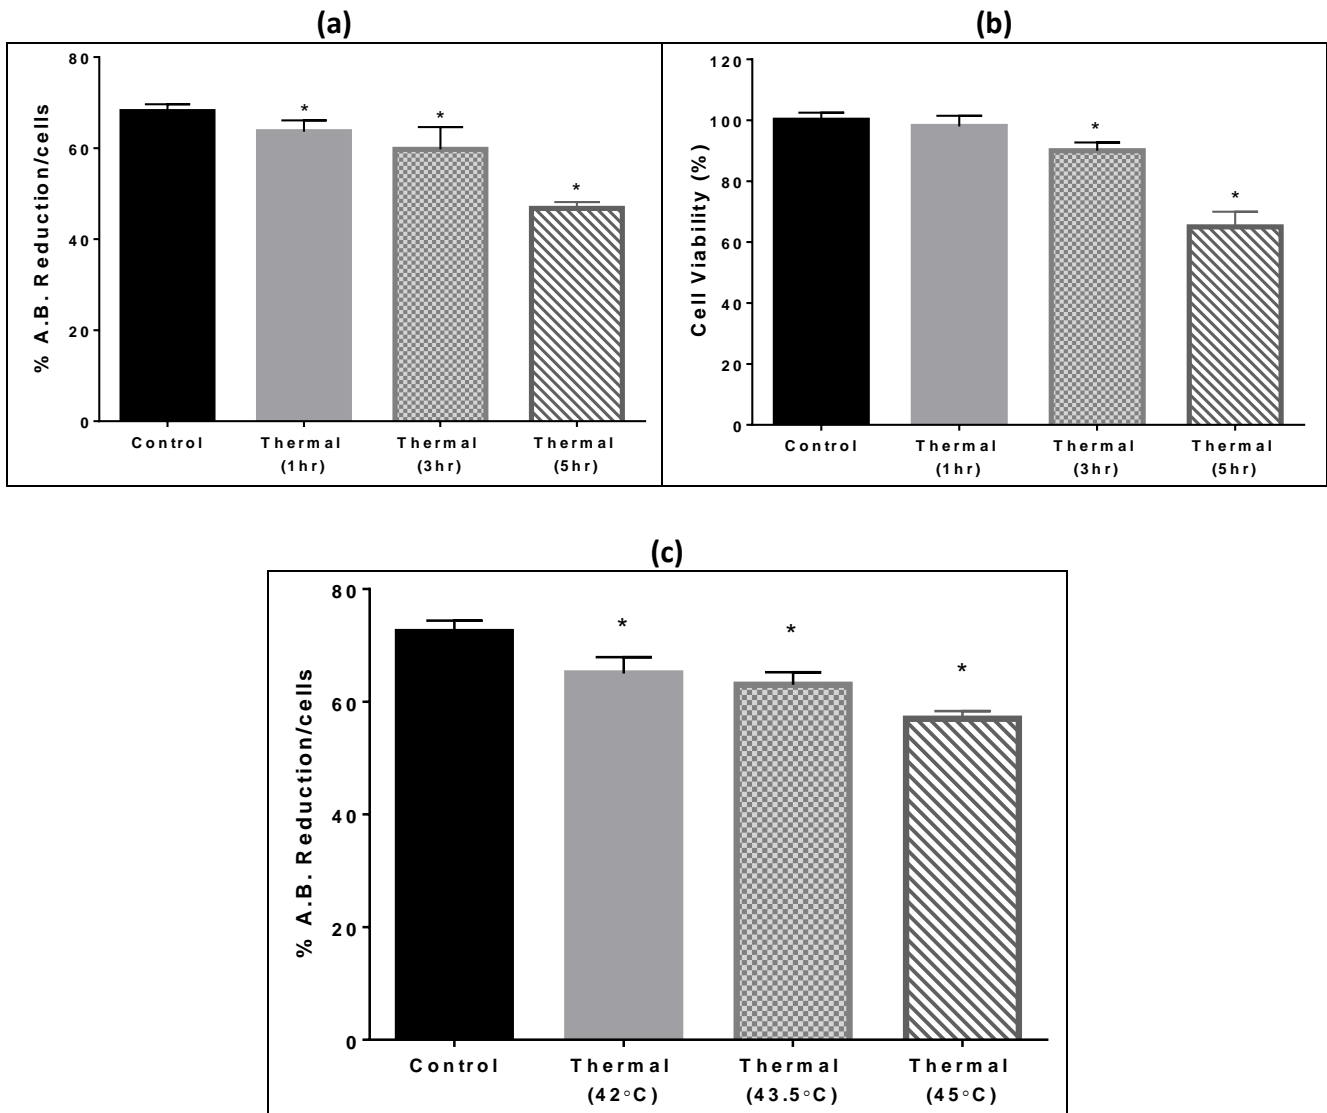 (a)
% A.B. Reduction/cells
80
60
40
20
0
*
*
*
Control
Thermal
(1hr)
Thermal
(3hr)
Thermal
(5hr)
(b)
Cell Viability (%)
120
100
80
60
40
20
0
*
*
Control
Thermal
(1hr)
Thermal
(3hr)
Thermal
(5hr)
(c)
% A.B. Reduction/cells
80
60
40
20
0
*
*
*
Control
Thermal
(42°C)
Thermal
(43.5°C)
Thermal
(45°C)